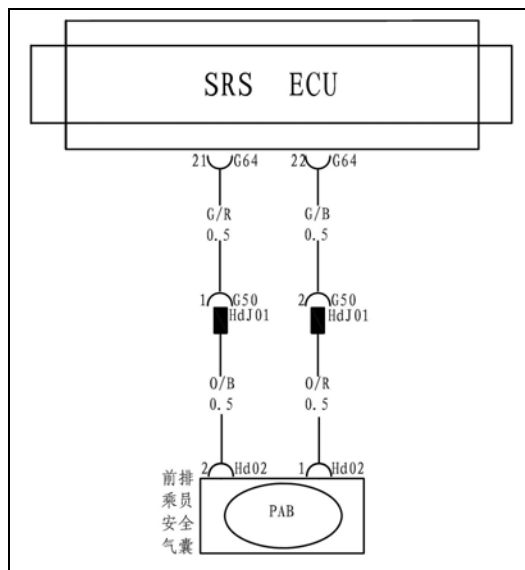 SRS ECU
21 G64 22 G64
G/R G/B
0.5 0.5
1 G50 2 G50
HdJ01 HdJ01
O/B O/R
0.5 0.5
2 Hd02 1 Hd02
前排
乘员
安全
气囊
PAB